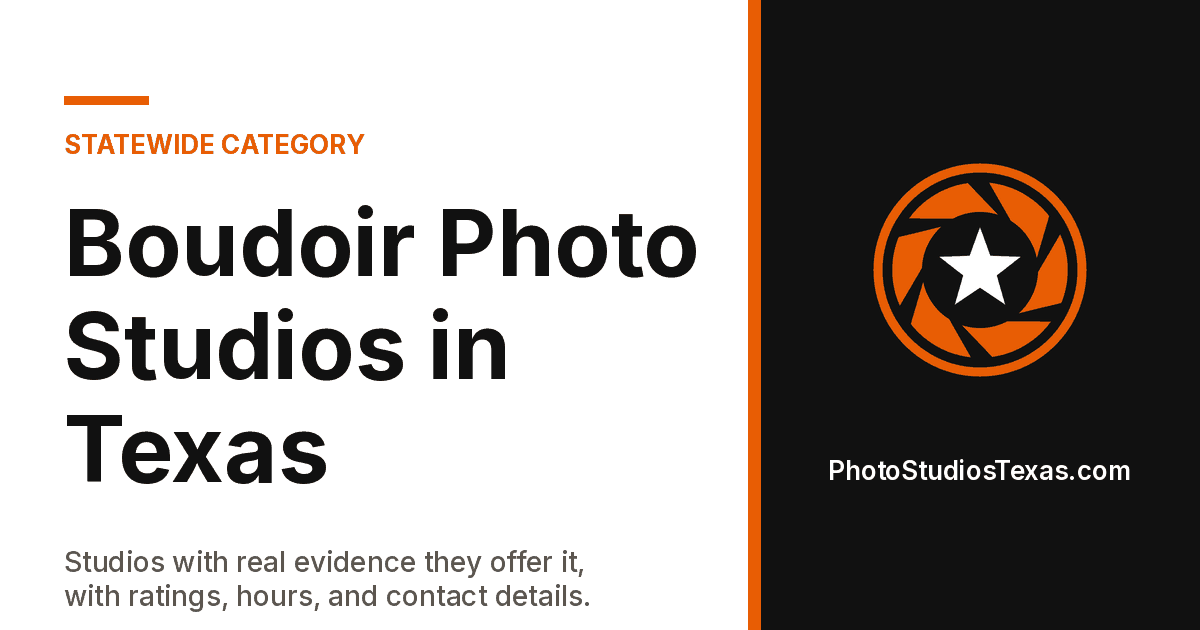 STATEWIDE CATEGORY
Boudoir Photo
Studios in
Texas
Studios with real evidence they offer it,
with ratings, hours, and contact details.
PhotoStudiosTexas.com